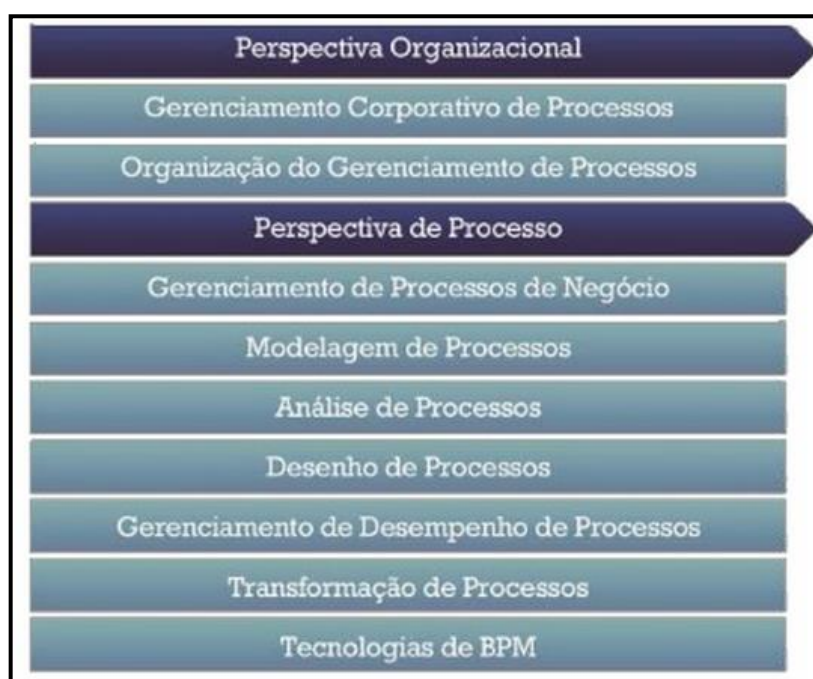 Perspectiva Organizacional
Gerenciamento Corporativo de Processos
Organização do Gerenciamento de Processos
Perspectiva de Processo
Gerenciamento de Processos de Negócio
Modelagem de Processos
Análise de Processos
Desenho de Processos
Gerenciamento de Desempenho de Processos
Transformação de Processos
Tecnologias de BPM